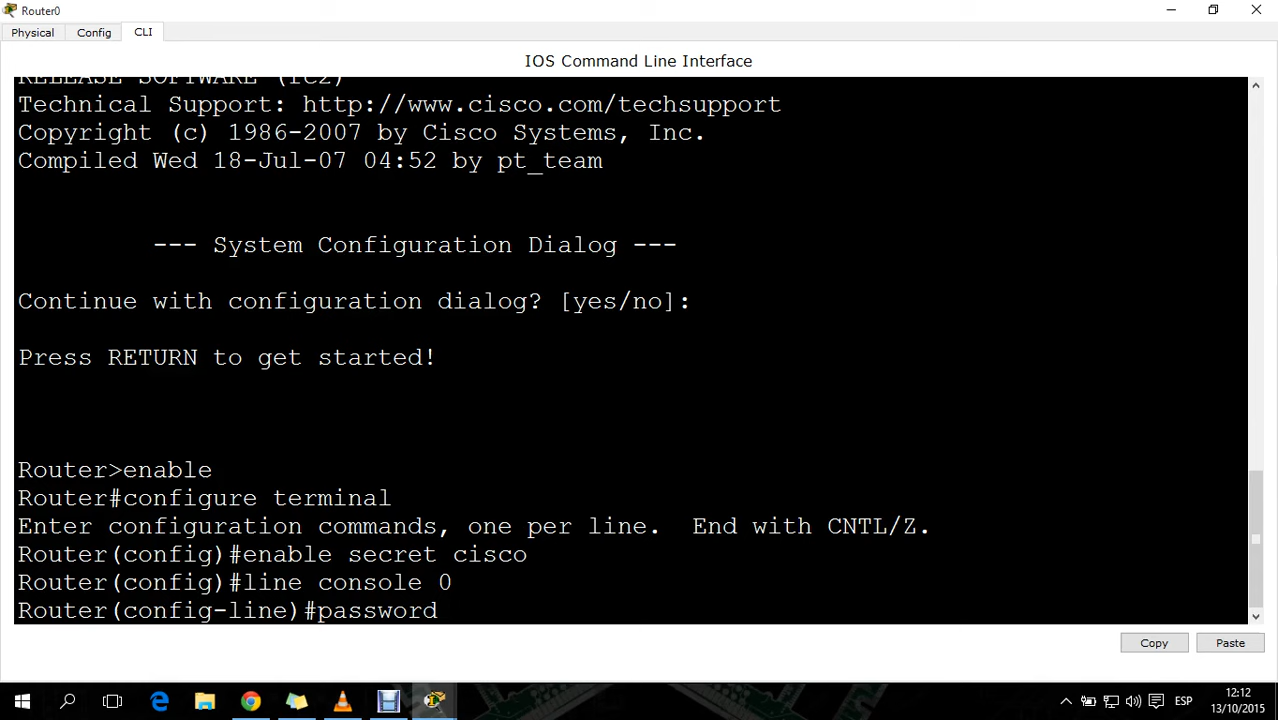 Router0
Physical Config CLI
IOS Command Line Interface
RELEASE SOFTWARE (fc2)
Technical Support: http://www.cisco.com/techsupport
Copyright (c) 1986-2007 by Cisco Systems, Inc.
Compiled Wed 18-Jul-07 04:52 by pt_team
--- System Configuration Dialog ---
Continue with configuration dialog? [yes/no]:
Press RETURN to get started!
Router>enable
Router#configure terminal
Enter configuration commands, one per line.  End with CNTL/Z.
Router(config)#enable secret cisco
Router(config)#line console 0
Router(config-line)#password
Copy Paste
ESP
12:12
13/10/2015